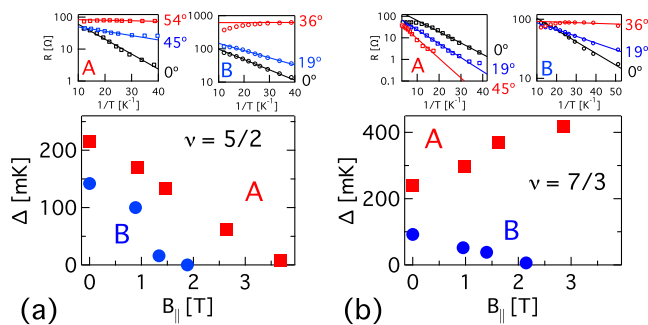 100
10
1
R [Ω]
54°
45°
0°
A
10 20 30 40
1/T [K⁻¹]
1000
100
10
36°
19°
0°
B
10 20 30 40
1/T [K⁻¹]
200
100
0
Δ [mK]
ν = 5/2
A
B
0 1 2 3
B∥ [T]
(a)
100
10
1
0.1
R [Ω]
0°
19°
45°
A
10 20 30 40
1/T [K⁻¹]
100
36°
19°
0°
B
10 20 30 40 50
1/T [K⁻¹]
400
200
0
Δ [mK]
A
ν = 7/3
B
0 1 2 3
B∥ [T]
(b)